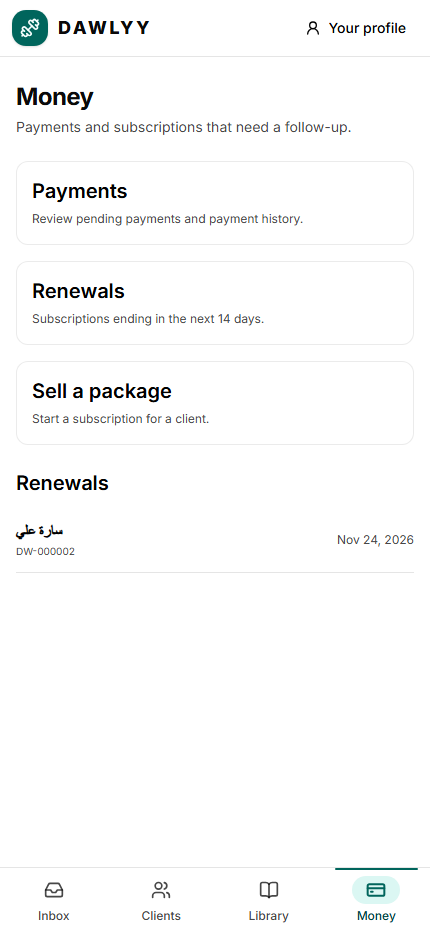 DAWLYY
Your profile
Money
Payments and subscriptions that need a follow-up.
Payments
Review pending payments and payment history.
Renewals
Subscriptions ending in the next 14 days.
Sell a package
Start a subscription for a client.
Renewals
سارة علي
DW-000002
Nov 24, 2026
Inbox
Clients
Library
Money